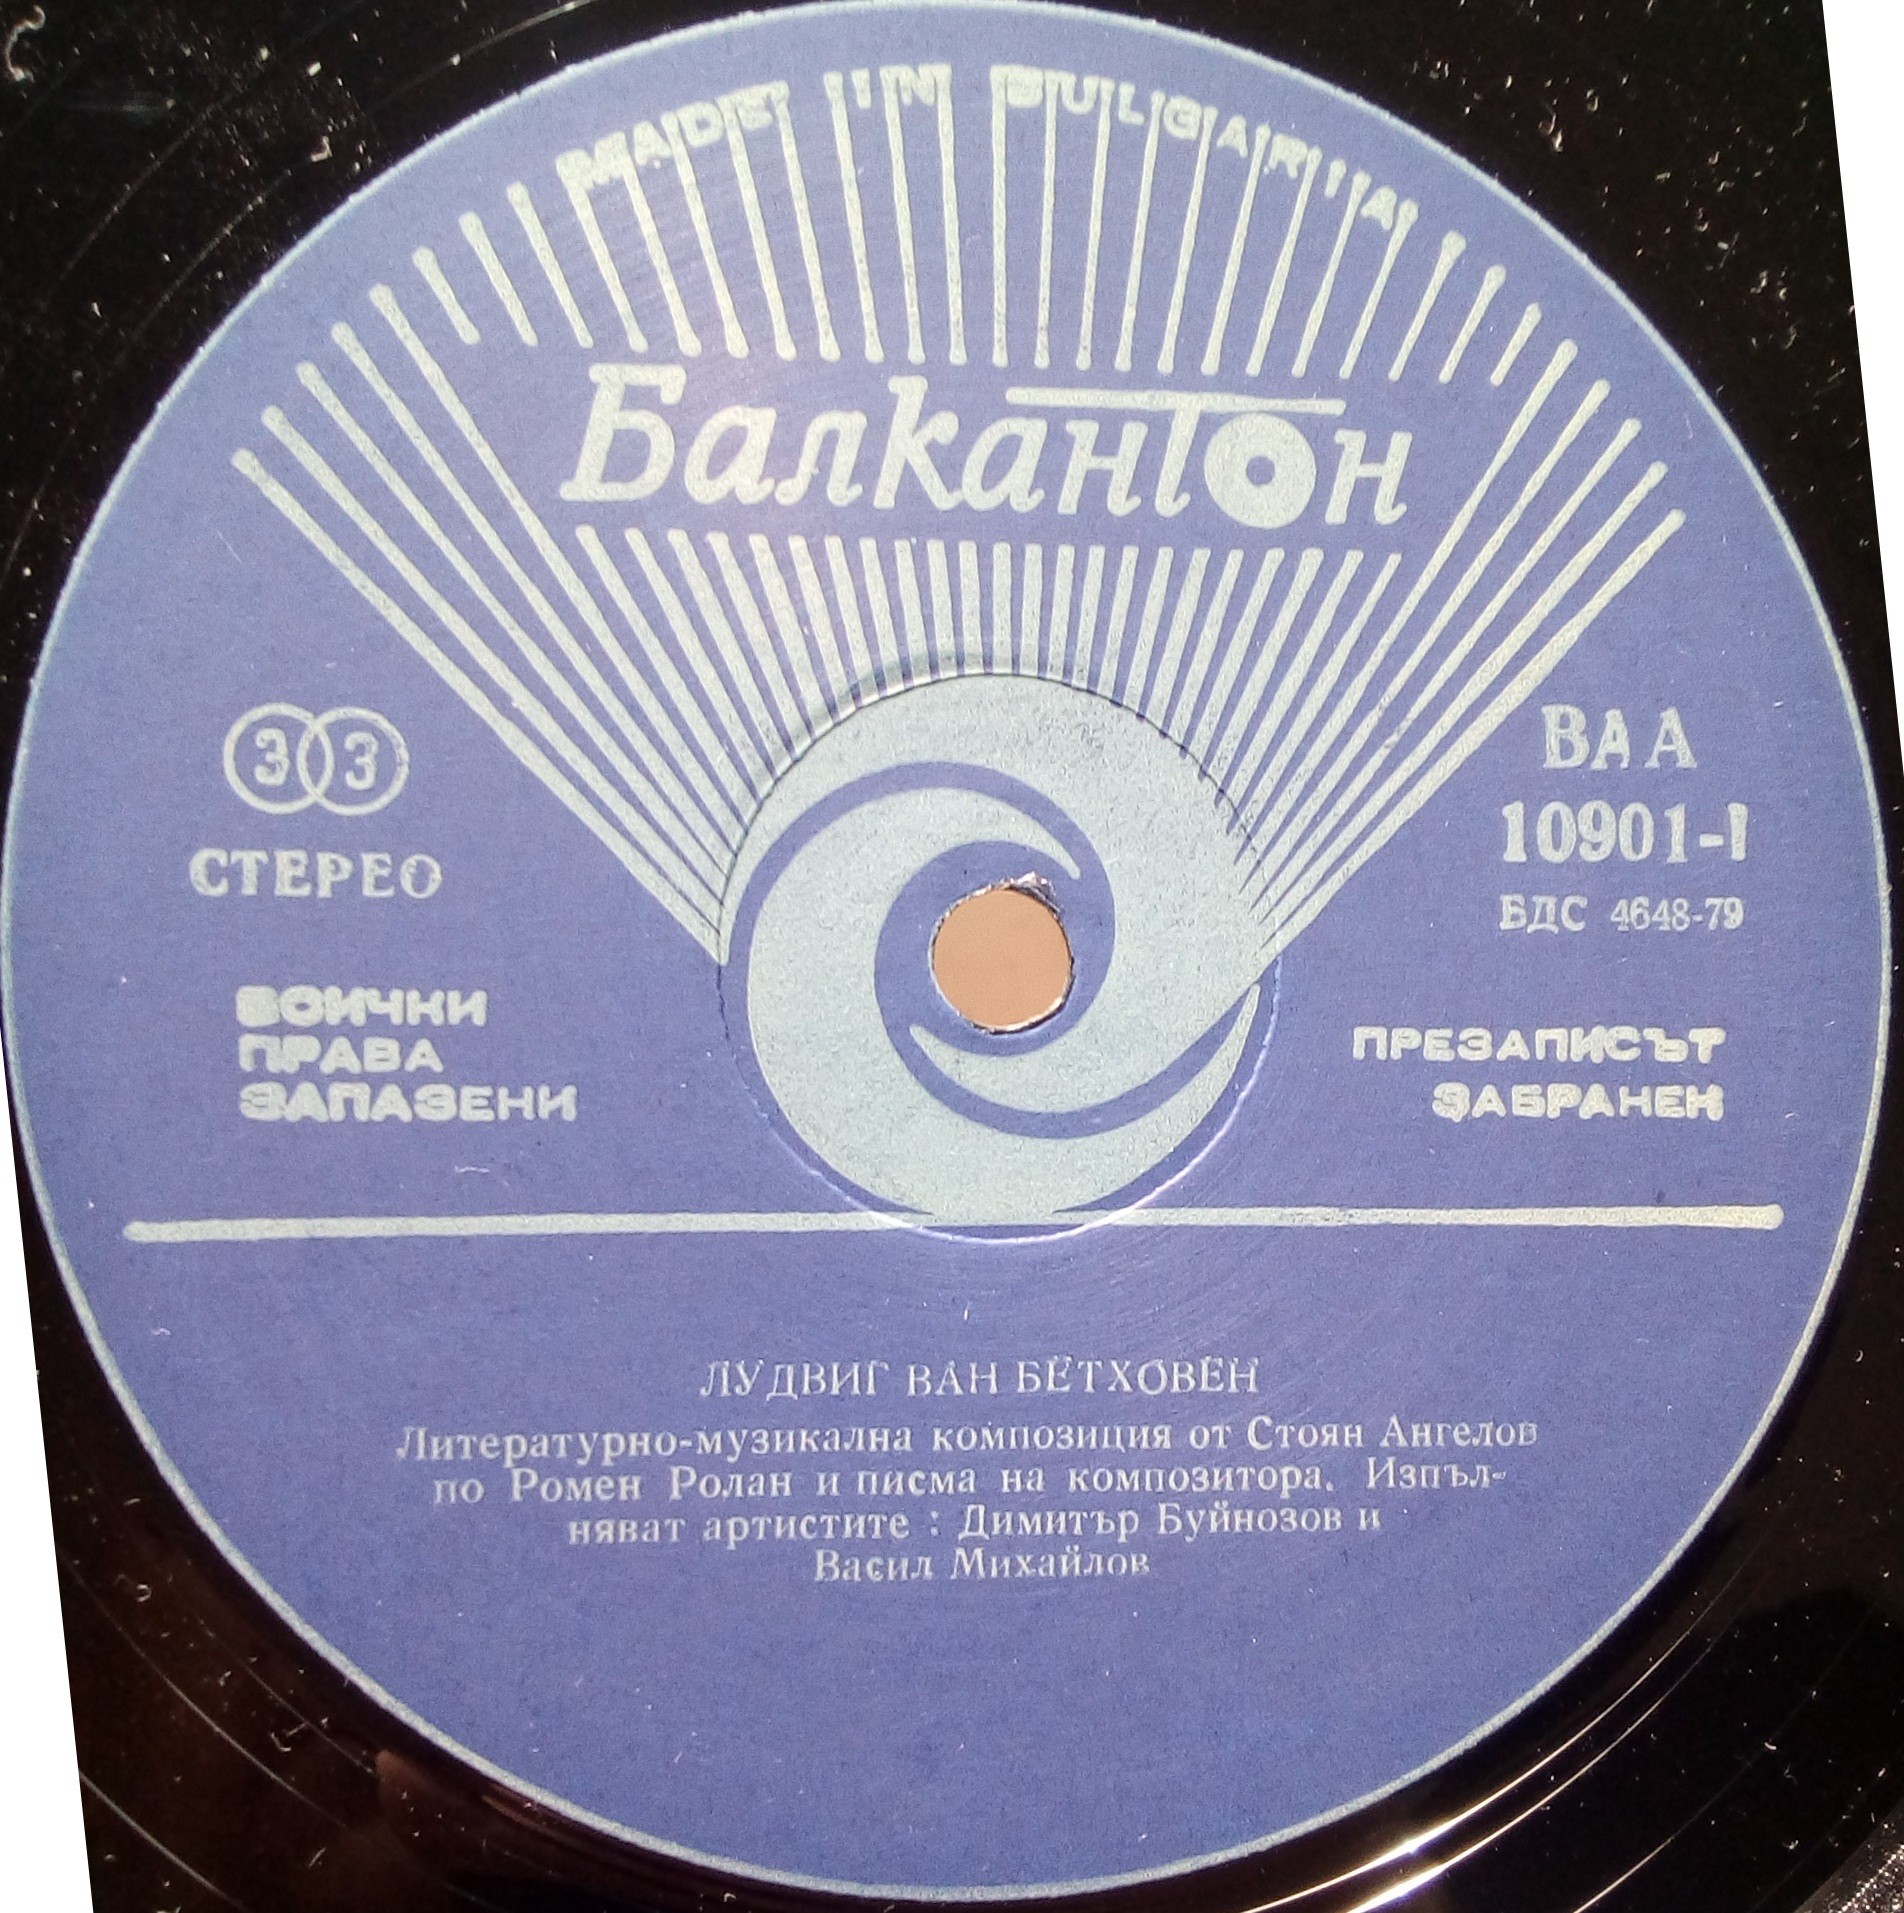 MADE IN BULGARIA
Балкантон
33
СТЕРЕО
ВСИЧКИ
ПРАВА
ЗАПАЗЕНИ
ВАА
10901-I
БДС 4648-79
ПРЕЗАПИСЪТ
ЗАБРАНЕН
ЛУДВИГ ВАН БЕТХОВЕН
Литературно-музикална композиция от Стоян Ангелов
по Ромен Ролан и писма на композитора. Изпъл-
няват артистите : Димитър Буйнозов и
Васил Михайлов